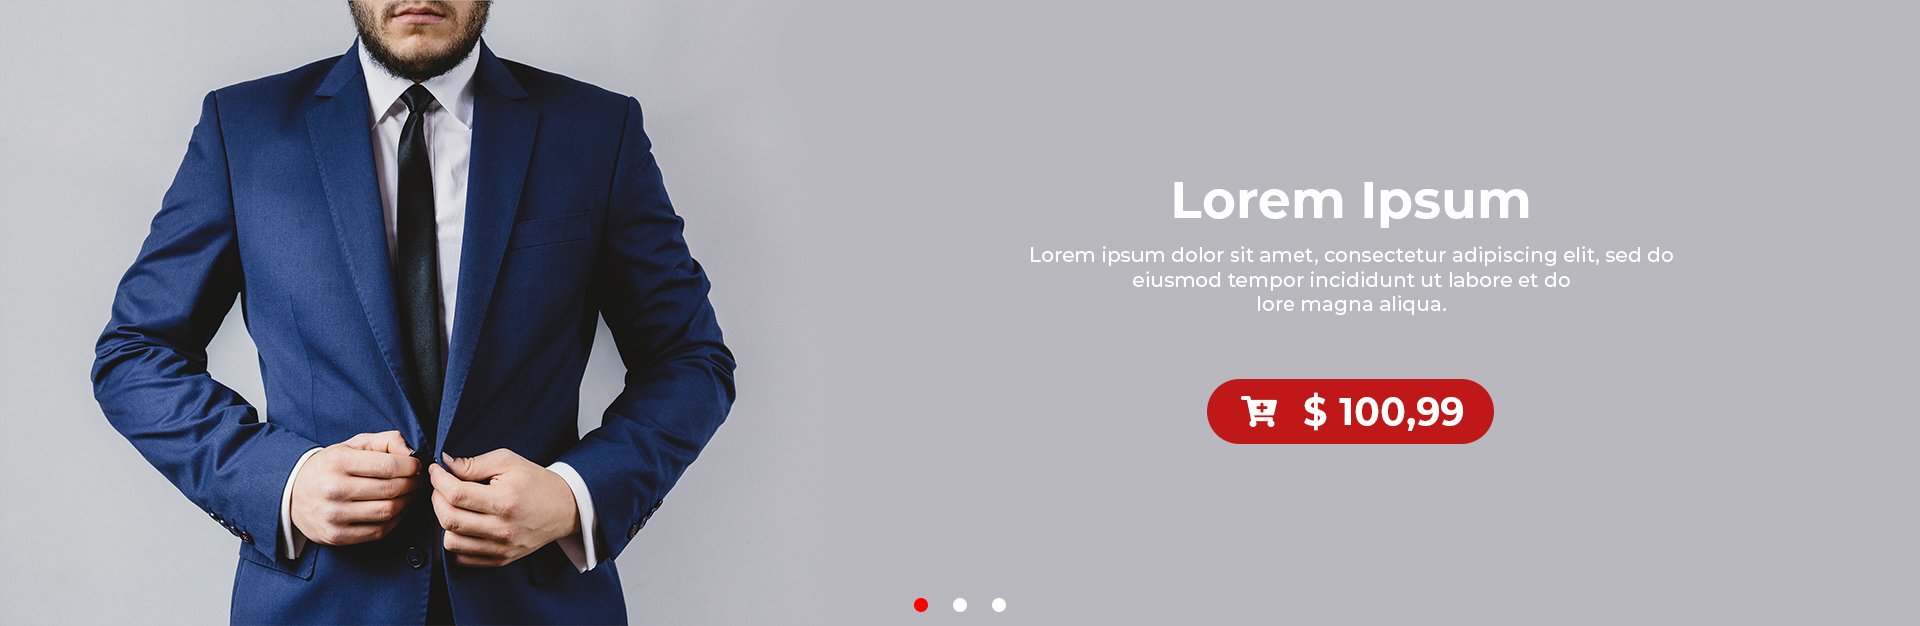 Lorem Ipsum
Lorem ipsum dolor sit amet, consectetur adipiscing elit, sed do
eiusmod tempor incididunt ut labore et do
lore magna aliqua.
$ 100,99